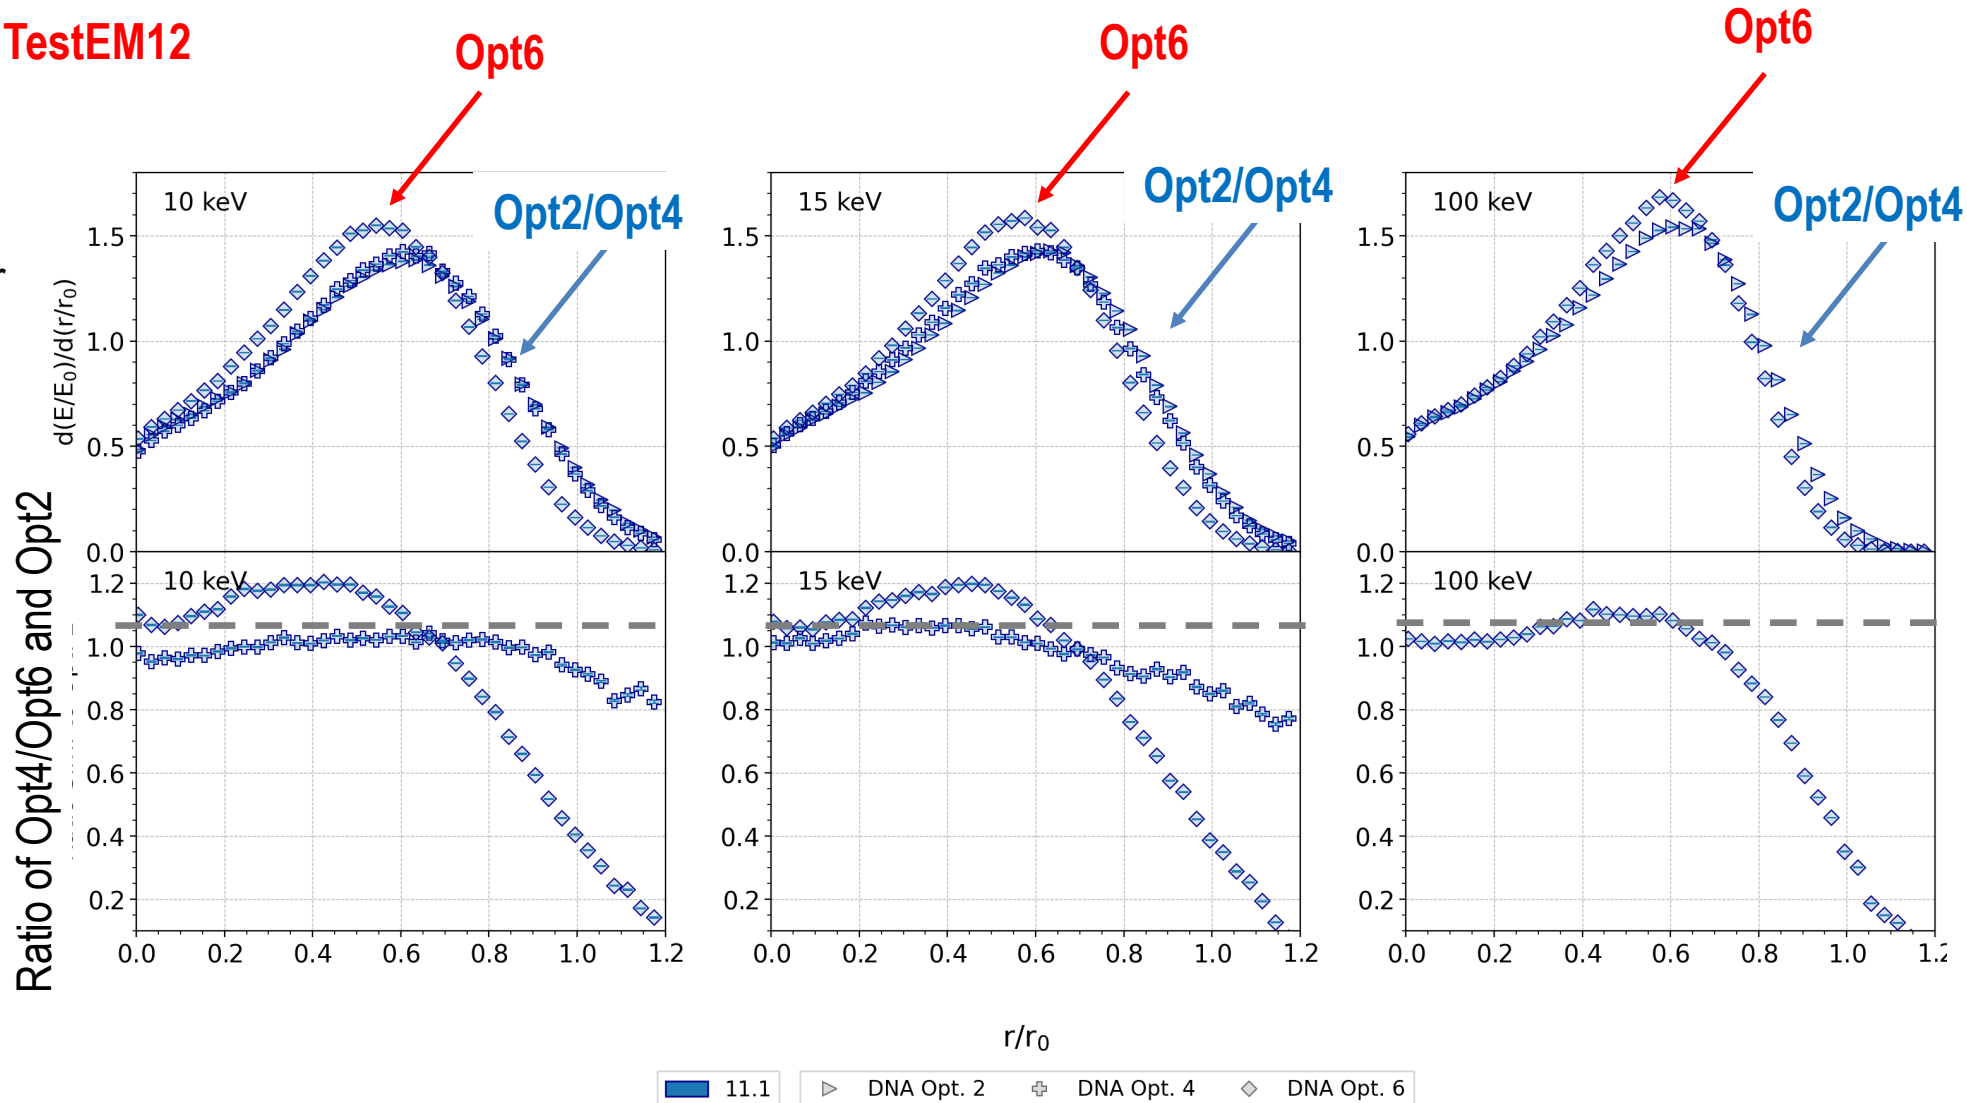 TestEM12
Opt6
Opt6
Opt6
Opt2/Opt4
Opt2/Opt4
Opt2/Opt4
10 keV
15 keV
100 keV
d(E/E0)/d(r/r0)
1.5
1.0
0.5
0.0
1.5
1.0
0.5
0.0
1.5
1.0
0.5
0.0
10 keV
15 keV
100 keV
Ratio of Opt4/Opt6 and Opt2
1.2
1.0
0.8
0.6
0.4
0.2
1.2
1.0
0.8
0.6
0.4
0.2
1.2
1.0
0.8
0.6
0.4
0.2
0.0 0.2 0.4 0.6 0.8 1.0 1.2
0.0 0.2 0.4 0.6 0.8 1.0 1.2
0.0 0.2 0.4 0.6 0.8 1.0 1.2
r/r0
11.1 DNA Opt. 2 DNA Opt. 4 DNA Opt. 6